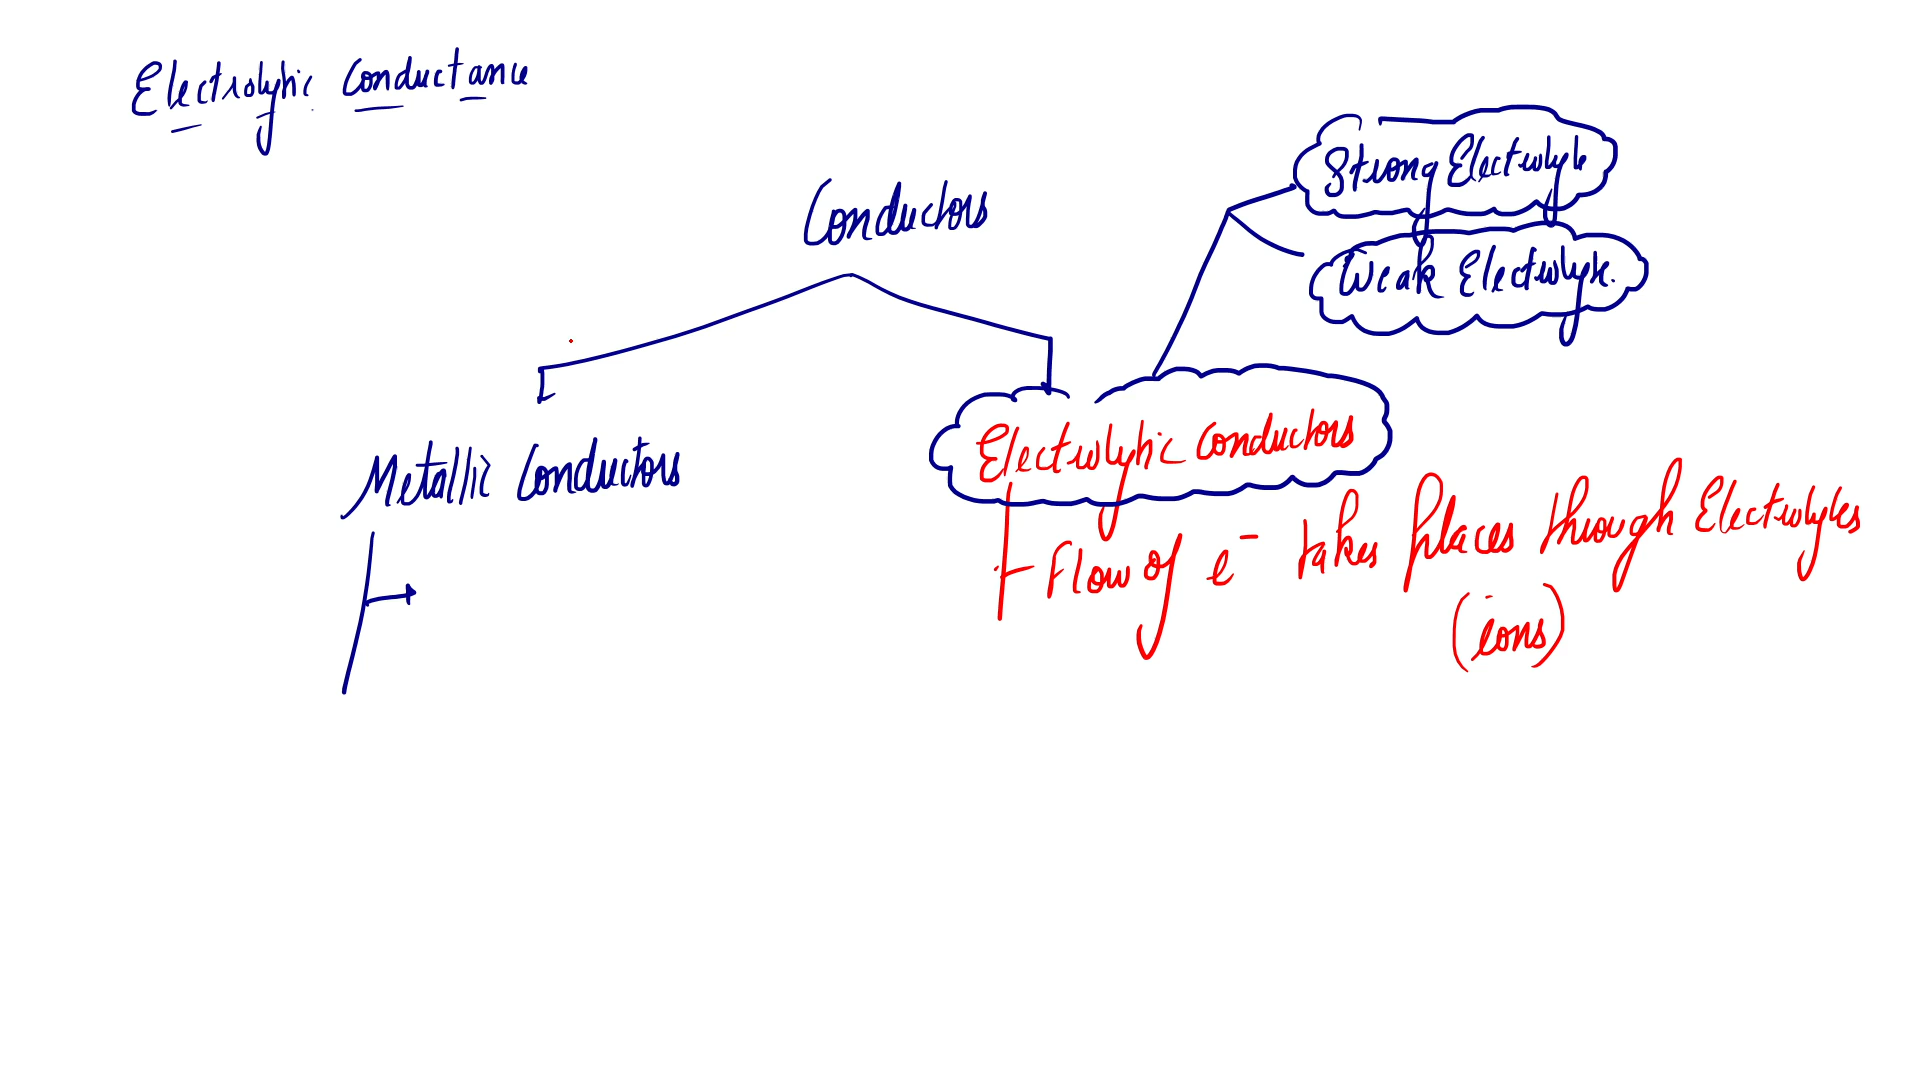 Electrolytic Conductance
Conductors
Strong Electrolyte
Weak Electrolyte.
Metallic Conductors
Electrolytic Conductors
Flow of e⁻ takes places through Electrolytes
(ions)